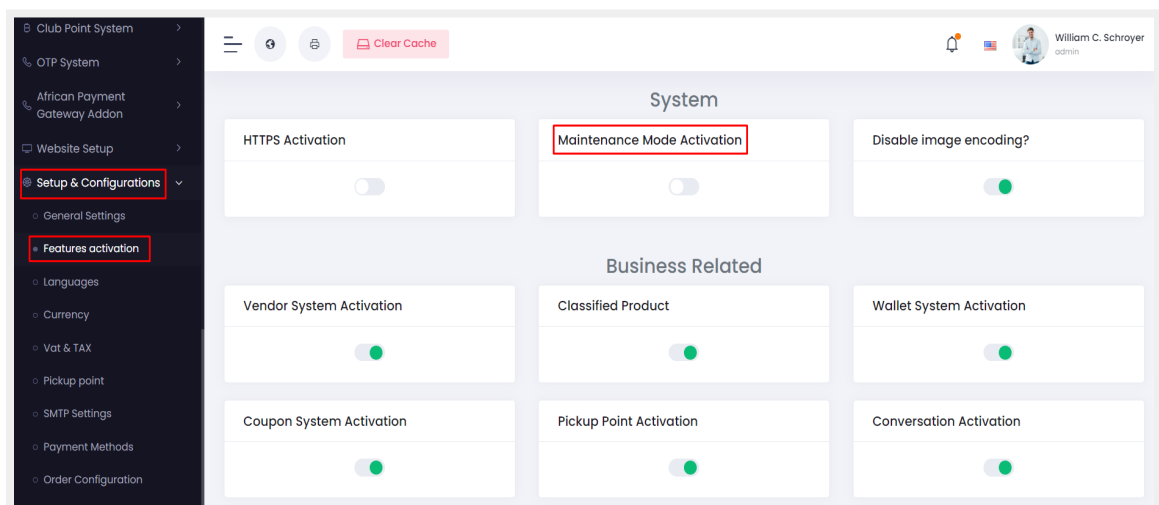 Club Point System
OTP System
African Payment
Gateway Addon
Website Setup
Setup & Configurations
General Settings
Features activation
Languages
Currency
Vat & TAX
Pickup point
SMTP Settings
Payment Methods
Order Configuration
Clear Cache
William C. Schroyer
admin
System
HTTPS Activation
Maintenance Mode Activation
Disable image encoding?
Business Related
Vendor System Activation
Classified Product
Wallet System Activation
Coupon System Activation
Pickup Point Activation
Conversation Activation